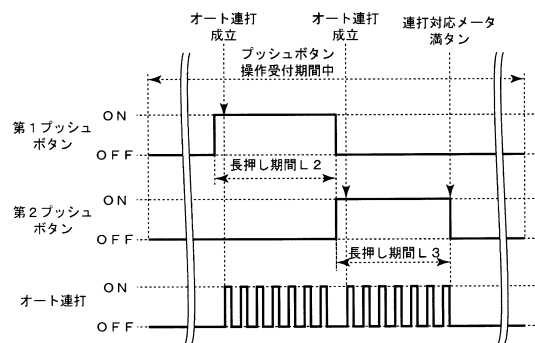 オート連打
成立
オート連打
成立
連打対応メータ
満タン
プッシュボタン
操作受付期間中
第1プッシュ
ボタン
ON
OFF
長押し期間L2
第2プッシュ
ボタン
ON
OFF
長押し期間L3
オート連打
ON
OFF